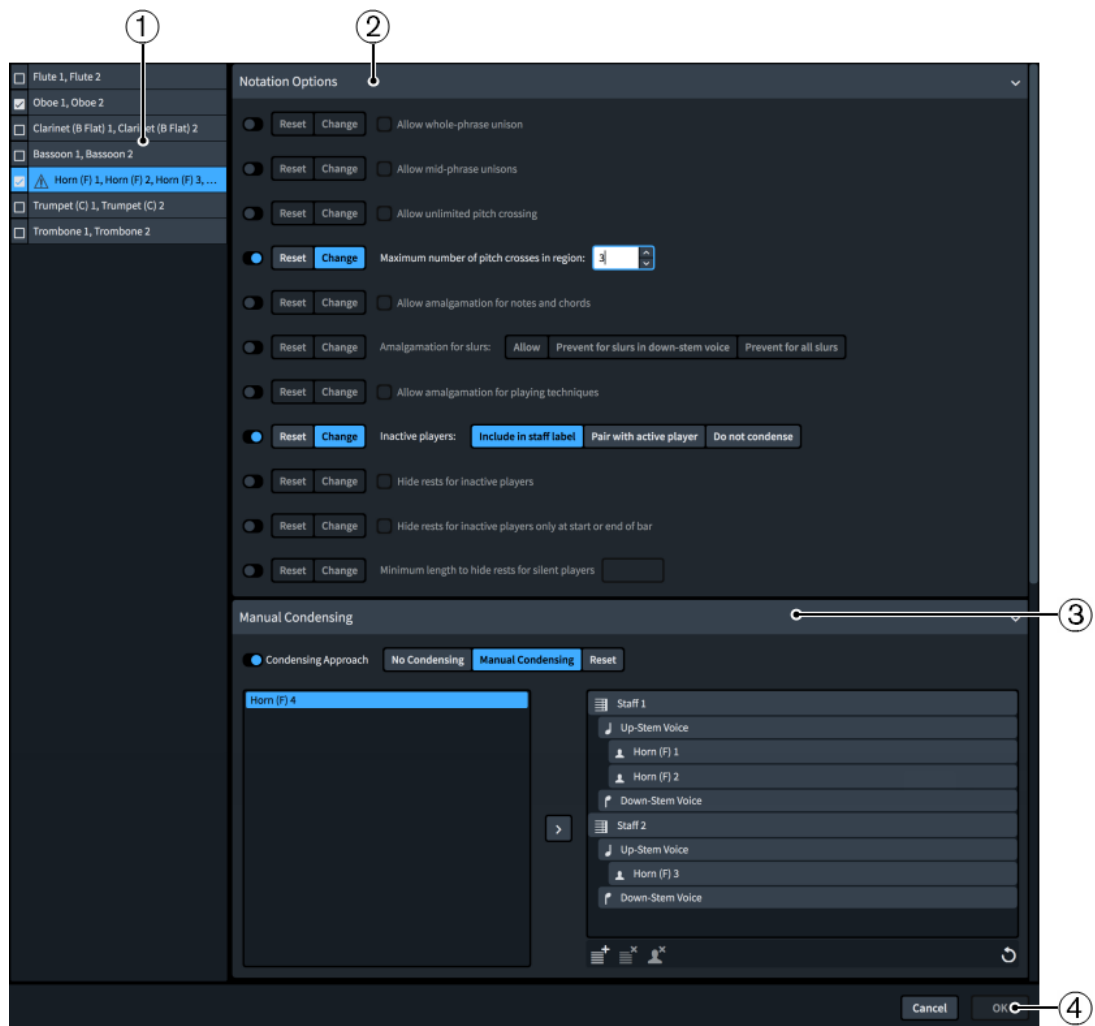 1
2
Flute 1, Flute 2
Oboe 1, Oboe 2
Clarinet (B Flat) 1, Clarinet (B Flat) 2
Bassoon 1, Bassoon 2
Horn (F) 1, Horn (F) 2, Horn (F) 3, ...
Trumpet (C) 1, Trumpet (C) 2
Trombone 1, Trombone 2
Notation Options
Reset Change Allow whole-phrase unison
Reset Change Allow mid-phrase unisons
Reset Change Allow unlimited pitch crossing
Reset Change Maximum number of pitch crosses in region: 3
Reset Change Allow amalgamation for notes and chords
Reset Change Amalgamation for slurs: Allow Prevent for slurs in down-stem voice Prevent for all slurs
Reset Change Allow amalgamation for playing techniques
Reset Change Inactive players: Include in staff label Pair with active player Do not condense
Reset Change Hide rests for inactive players
Reset Change Hide rests for inactive players only at start or end of bar
Reset Change Minimum length to hide rests for silent players
Manual Condensing
3
Condensing Approach No Condensing Manual Condensing Reset
Horn (F) 4
Staff 1
Up-Stem Voice
Horn (F) 1
Horn (F) 2
Down-Stem Voice
Staff 2
Up-Stem Voice
Horn (F) 3
Down-Stem Voice
Cancel OK
4